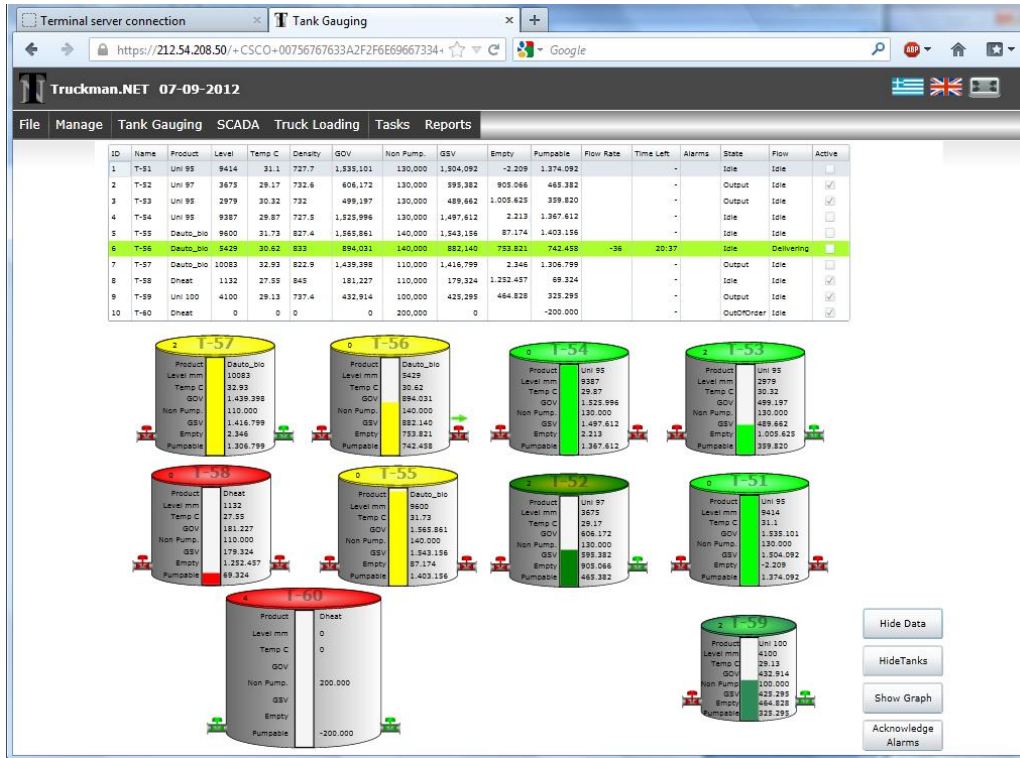 Terminal server connection × Tank Gauging × +
https://212.54.208.50/+CSCO+00756767633A2F2F6E69667334+ Google ABP
Truckman.NET 07-09-2012
File Manage Tank Gauging SCADA Truck Loading Tasks Reports
ID Name Product Level Temp C Density GOV Non Pump. GSV Empty Pumpable Flow Rate Time Left Alarms State Flow Active
1 T-51 Uni 95 9414 31.1 727.7 1,535,101 130,000 1,504,092 -2.209 1.374.092 - Idle Idle
2 T-52 Uni 97 3675 29.17 732.6 606,172 130,000 595,382 905.066 465.382 - Output Idle
3 T-53 Uni 95 2979 30.32 732 499,197 130,000 489,662 1.005.625 359.820 - Output Idle
4 T-54 Uni 95 9387 29.87 727.5 1,525,996 130,000 1,497,612 2.213 1.367.612 - Idle Idle
5 T-55 Dauto_bio 9600 31.73 827.4 1,565,861 140,000 1,543,156 87.174 1.403.156 - Idle Idle
6 T-56 Dauto_bio 5429 30.62 833 894,031 140,000 882,140 753.821 742.458 -36 20:37 Idle Delivering
7 T-57 Dauto_bio 10083 32.93 822.9 1,439,398 110,000 1,416,799 2.346 1.306.799 - Output Idle
8 T-58 Dheat 1132 27.55 845 181,227 110,000 179,324 1.252.457 69.324 - Idle Idle
9 T-59 Uni 100 4100 29.13 737.4 432,914 100,000 425,295 464.828 325.295 - Output Idle
10 T-60 Dheat 0 0 0 0 200,000 0 -200.000 - OutOfOrder Idle
2 T-57
Product Dauto_bio
Level mm 10083
Temp C 32.93
GOV 1.439.398
Non Pump. 110.000
GSV 1.416.799
Empty 2.346
Pumpable 1.306.799
0 T-56
Product Dauto_bio
Level mm 5429
Temp C 30.62
GOV 894.031
Non Pump. 140.000
GSV 882.140
Empty 753.821
Pumpable 742.458
0 T-54
Product Uni 95
Level mm 9387
Temp C 29.87
GOV 1.525.996
Non Pump. 130.000
GSV 1.497.612
Empty 2.213
Pumpable 1.367.612
2 T-53
Product Uni 95
Level mm 2979
Temp C 30.32
GOV 499.197
Non Pump. 130.000
GSV 489.662
Empty 1.005.625
Pumpable 359.820
0 T-58
Product Dheat
Level mm 1132
Temp C 27.55
GOV 181.227
Non Pump. 110.000
GSV 179.324
Empty 1.252.457
Pumpable 69.324
0 T-55
Product Dauto_bio
Level mm 9600
Temp C 31.73
GOV 1.565.861
Non Pump. 140.000
GSV 1.543.156
Empty 87.174
Pumpable 1.403.156
2 T-52
Product Uni 97
Level mm 3675
Temp C 29.17
GOV 606.172
Non Pump. 130.000
GSV 595.382
Empty 905.066
Pumpable 465.382
0 T-51
Product Uni 95
Level mm 9414
Temp C 31.1
GOV 1.535.101
Non Pump. 130.000
GSV 1.504.092
Empty -2.209
Pumpable 1.374.092
4 T-60
Product Dheat
Level mm 0
Temp C 0
GOV
Non Pump. 200.000
GSV
Empty
Pumpable -200.000
2 T-59
Product Uni 100
Level mm 4100
Temp C 29.13
GOV 432.914
Non Pump 100.000
GSV 425.295
Empty 464.828
Pumpable 325.295
Hide Data
HideTanks
Show Graph
Acknowledge
Alarms